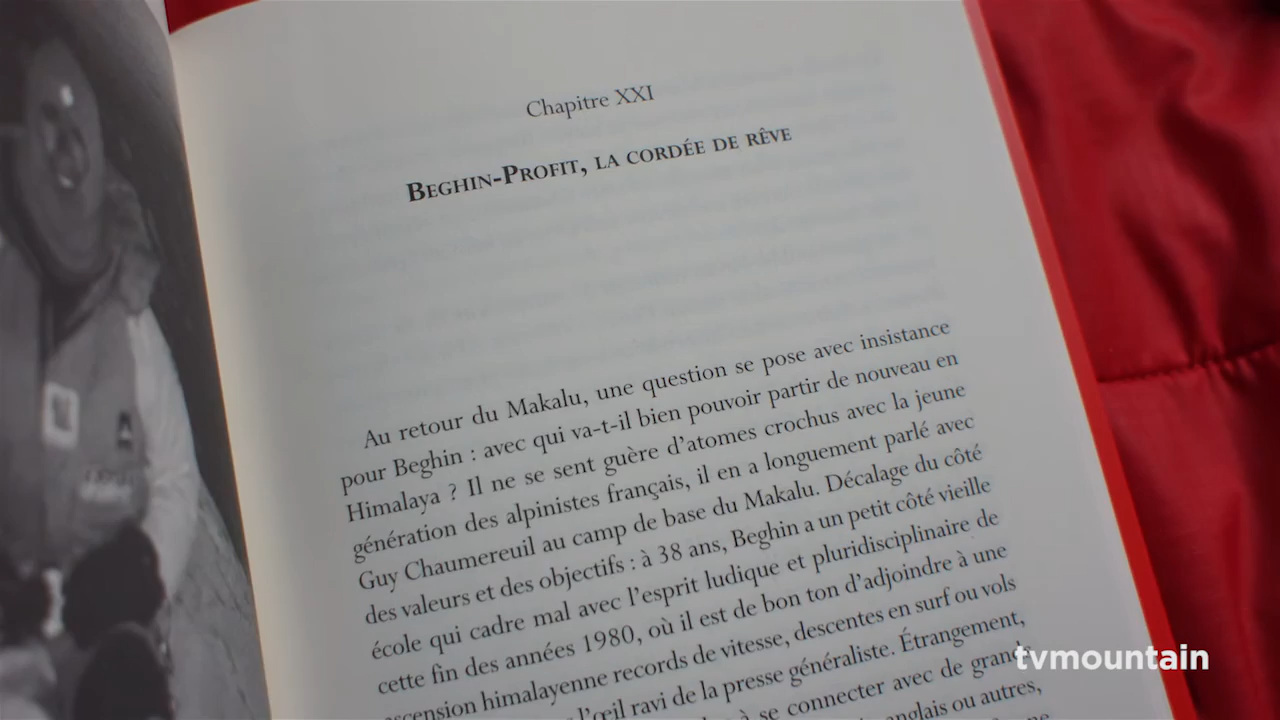 Chapitre XXI
BEGHIN-PROFIT, LA CORDÉE DE RÊVE
Au retour du Makalu, une question se pose avec insistance
pour Beghin : avec qui va-t-il bien pouvoir partir de nouveau en
Himalaya ? Il ne se sent guère d'atomes crochus avec la jeune
génération des alpinistes français, il en a longuement parlé avec
Guy Chaumereuil au camp de base du Makalu. Décalage du côté
des valeurs et des objectifs : à 38 ans, Beghin a un petit côté vieille
école qui cadre mal avec l'esprit ludique et pluridisciplinaire de
cette fin des années 1980, où il est de bon ton d'adjoindre à une
ascension himalayenne records de vitesse, descentes en surf ou vols
l'œil ravi de la presse généraliste. Étrangement,
à se connecter avec de grands
anglais ou autres,
tvmountain